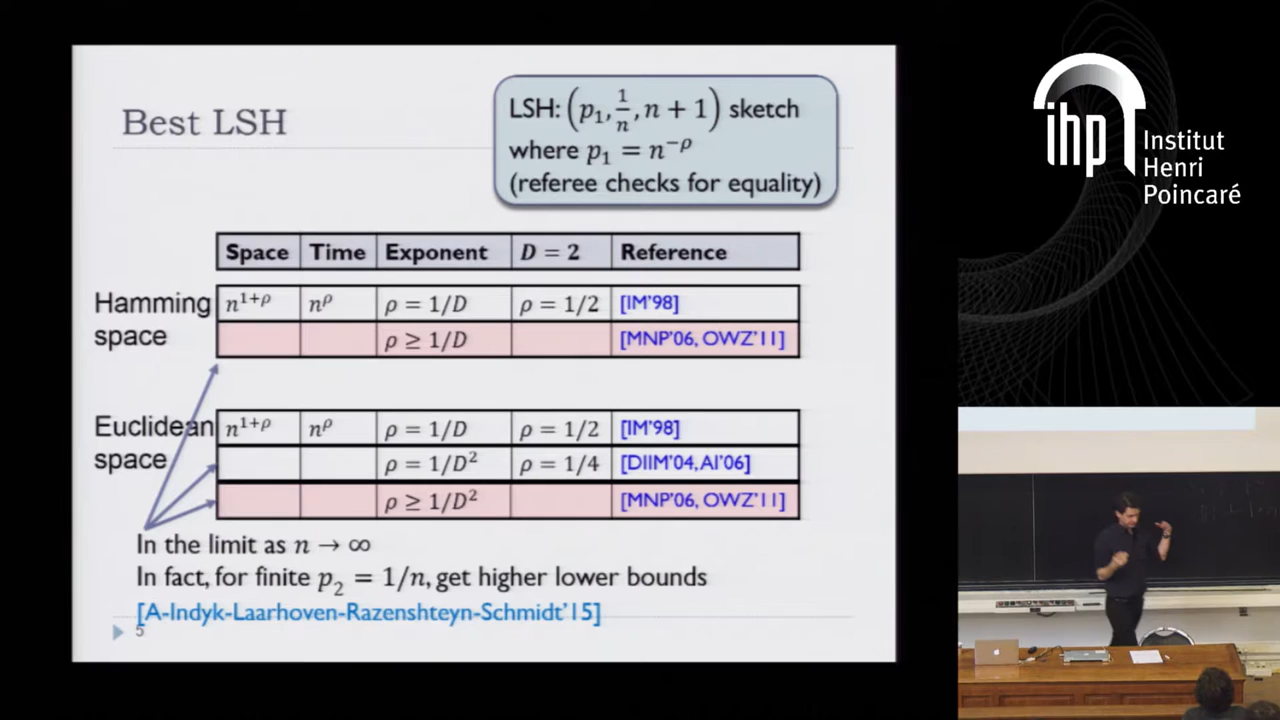 Best LSH
LSH: (p₁, 1/n, n + 1) sketch
where p₁ = n^{-ρ}
(referee checks for equality)
Space Time Exponent D = 2 Reference
Hamming space
n^{1+ρ} n^ρ ρ = 1/D ρ = 1/2 [IM'98]
ρ ≥ 1/D [MNP'06, OWZ'11]
Euclidean space
n^{1+ρ} n^ρ ρ = 1/D ρ = 1/2 [IM'98]
ρ = 1/D² ρ = 1/4 [DIIM'04, AI'06]
ρ ≥ 1/D² [MNP'06, OWZ'11]
In the limit as n → ∞
In fact, for finite p₂ = 1/n, get higher lower bounds
[A-Indyk-Laarhoven-Razenshteyn-Schmidt'15]
5
ihp
Institut
Henri
Poincaré